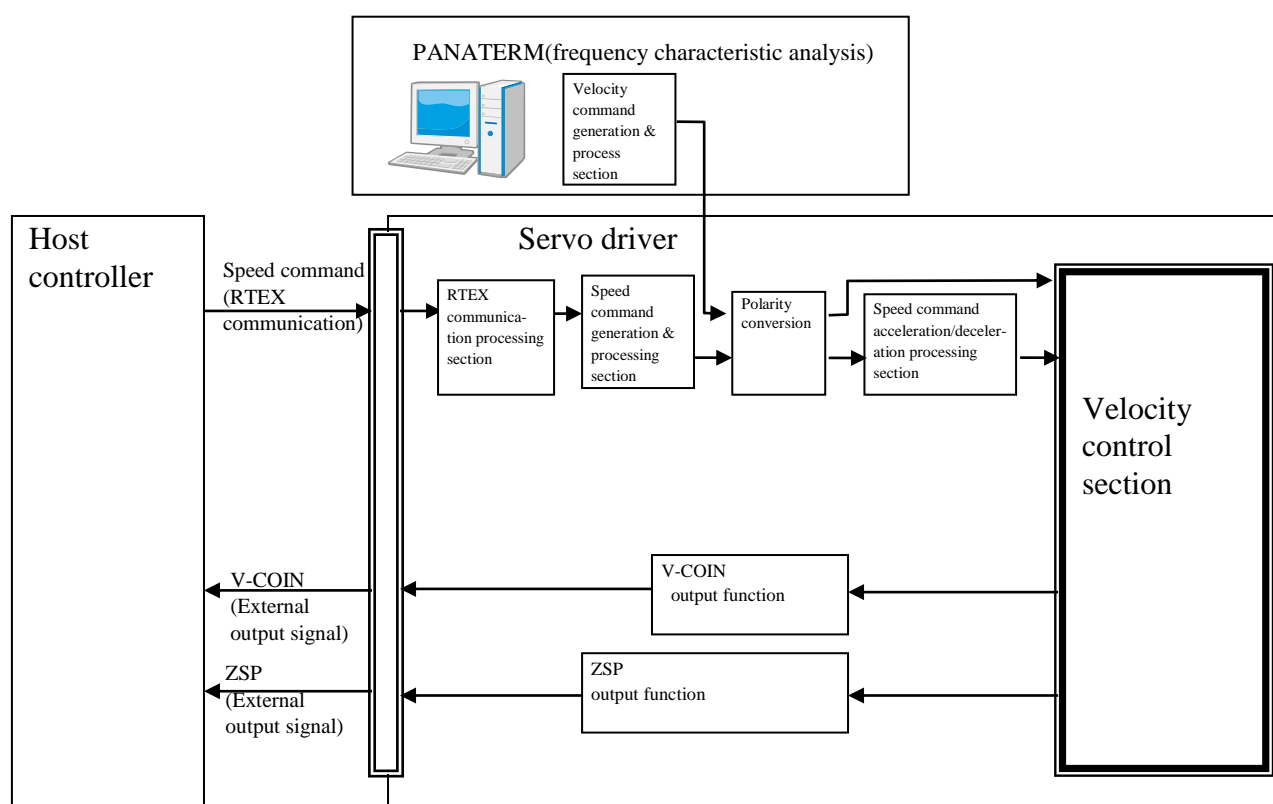 PANATERM(frequency characteristic analysis)
Velocity
command
generation &
process
section
Host
controller
Servo driver
Speed command
(RTEX
communication)
RTEX
communica-
tion processing
section
Speed
command
generation &
processing
section
Polarity
conversion
Speed command
acceleration/deceler-
ation processing
section
Velocity
control
section
V-COIN
(External
output signal)
V-COIN
output function
ZSP
(External
output signal)
ZSP
output function